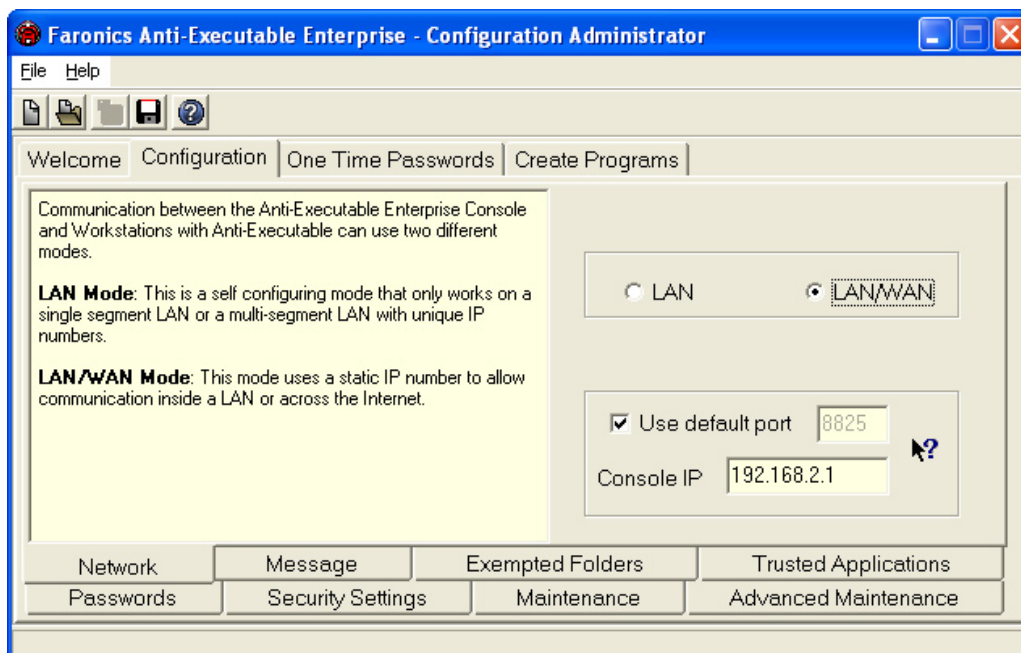 Faronics Anti-Executable Enterprise - Configuration Administrator
File Help
Welcome Configuration One Time Passwords Create Programs
Communication between the Anti-Executable Enterprise Console
and Workstations with Anti-Executable can use two different
modes.
LAN Mode: This is a self configuring mode that only works on a
single segment LAN or a multi-segment LAN with unique IP
numbers.
LAN/WAN Mode: This mode uses a static IP number to allow
communication inside a LAN or across the Internet.
LAN LAN/WAN
Use default port 8825
Console IP 192.168.2.1
Network Message Exempted Folders Trusted Applications
Passwords Security Settings Maintenance Advanced Maintenance